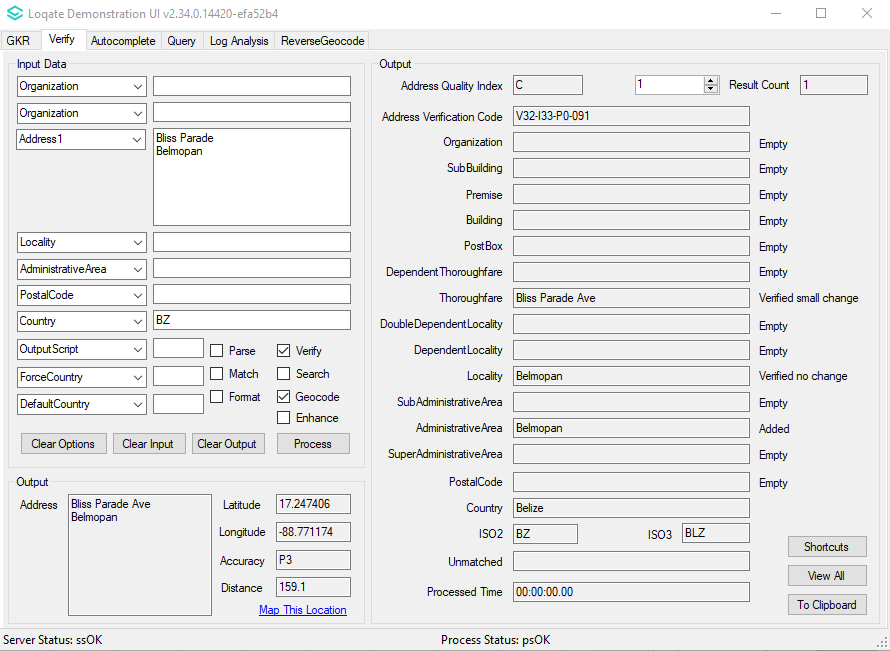 Loqate Demonstration UI v2.34.0.14420-efa52b4
GKR Verify Autocomplete Query Log Analysis ReverseGeocode
Input Data
Organization
Organization
Address1
Bliss Parade
Belmopan
Locality
AdministrativeArea
PostalCode
Country BZ
OutputScript Parse Verify
ForceCountry Match Search
DefaultCountry Format Geocode
Enhance
Clear Options Clear Input Clear Output Process
Output
Address
Bliss Parade Ave
Belmopan
Latitude 17.247406
Longitude -88.771174
Accuracy P3
Distance 159.1
Map This Location
Output
Address Quality Index C 1 Result Count 1
Address Verification Code V32-I33-P0-091
Organization Empty
SubBuilding Empty
Premise Empty
Building Empty
PostBox Empty
DependentThoroughfare Empty
Thoroughfare Bliss Parade Ave Verified small change
DoubleDependentLocality Empty
DependentLocality Empty
Locality Belmopan Verified no change
SubAdministrativeArea Empty
AdministrativeArea Belmopan Added
SuperAdministrativeArea Empty
PostalCode Empty
Country Belize
ISO2 BZ ISO3 BLZ
Unmatched
Processed Time 00:00:00.00
Shortcuts
View All
To Clipboard
Server Status: ssOK Process Status: psOK